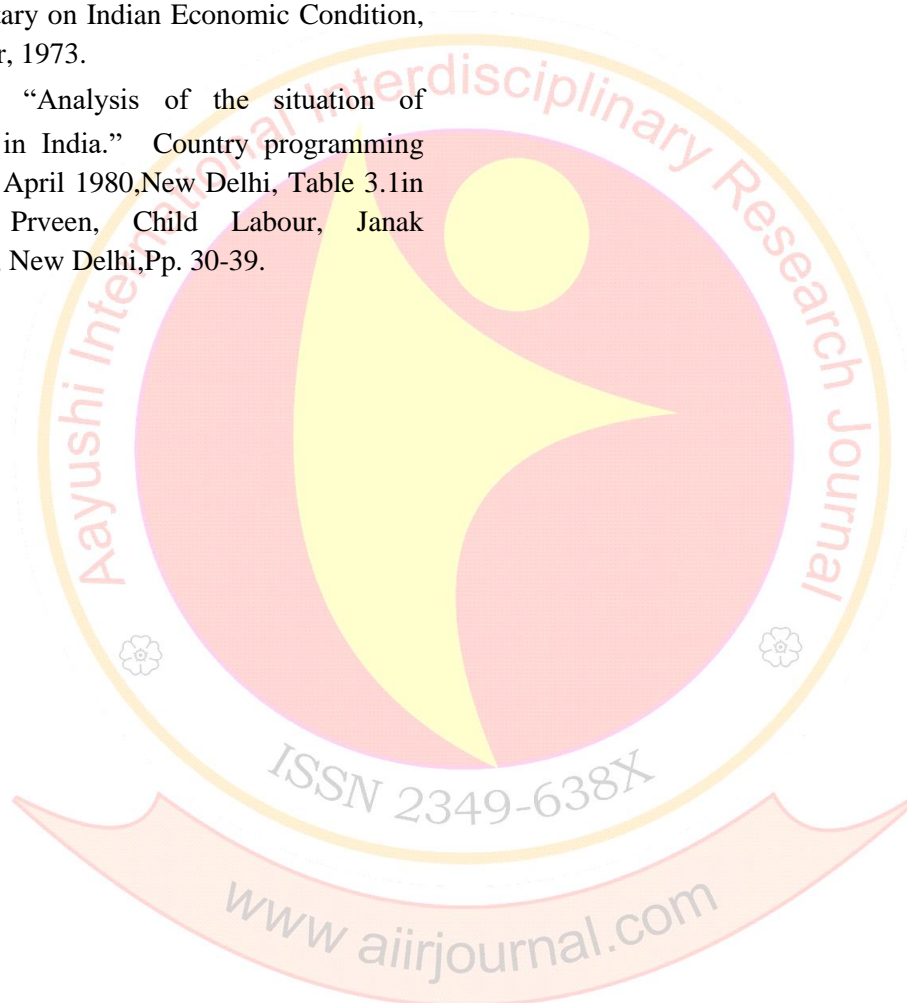 tary on Indian Economic Condition,
r, 1973.
“Analysis of the situation of
in India.” Country programming
April 1980,New Delhi, Table 3.1in
Prveen, Child Labour, Janak
New Delhi,Pp. 30-39.
Aayushi International Interdisciplinary Research Journal
ISSN 2349-638X
www aiirjournal.com